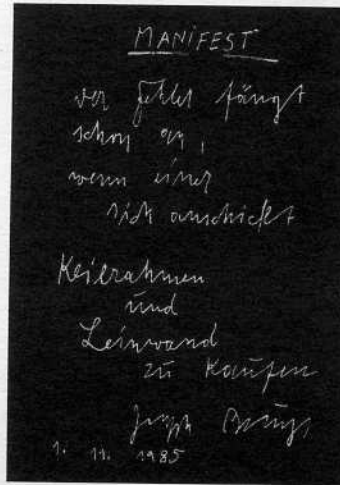 MANIFEST
der Fehler fängt
schon an,
wenn einer
sich anschickt
Keilrahmen
und
Leinwand
zu kaufen
Joseph Beuys
1. 11. 1985